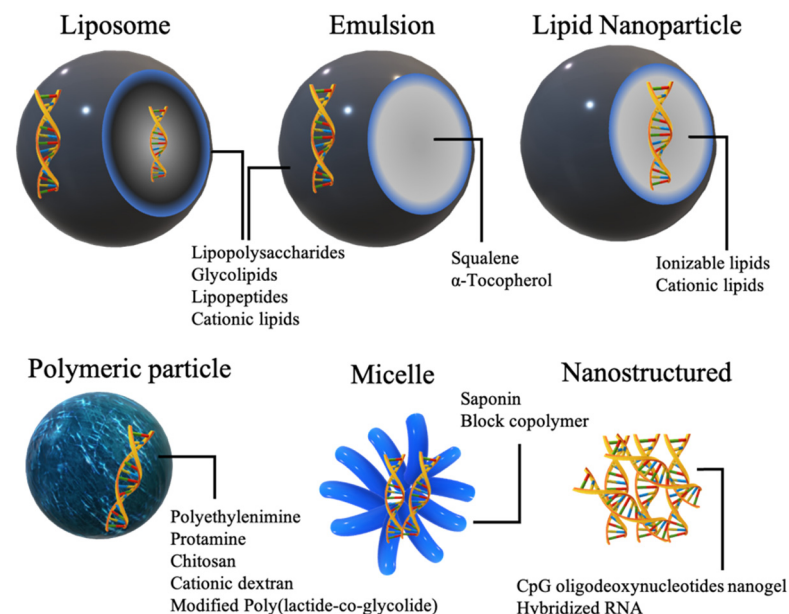 Liposome
Emulsion
Lipid Nanoparticle
Lipopolysaccharides
Glycolipids
Lipopeptides
Cationic lipids
Squalene
α-Tocopherol
Ionizable lipids
Cationic lipids
Polymeric particle
Micelle
Nanostructured
Polyethylenimine
Protamine
Chitosan
Cationic dextran
Modified Poly(lactide-co-glycolide)
Saponin
Block copolymer
CpG oligodeoxynucleotides nanogel
Hybridized RNA